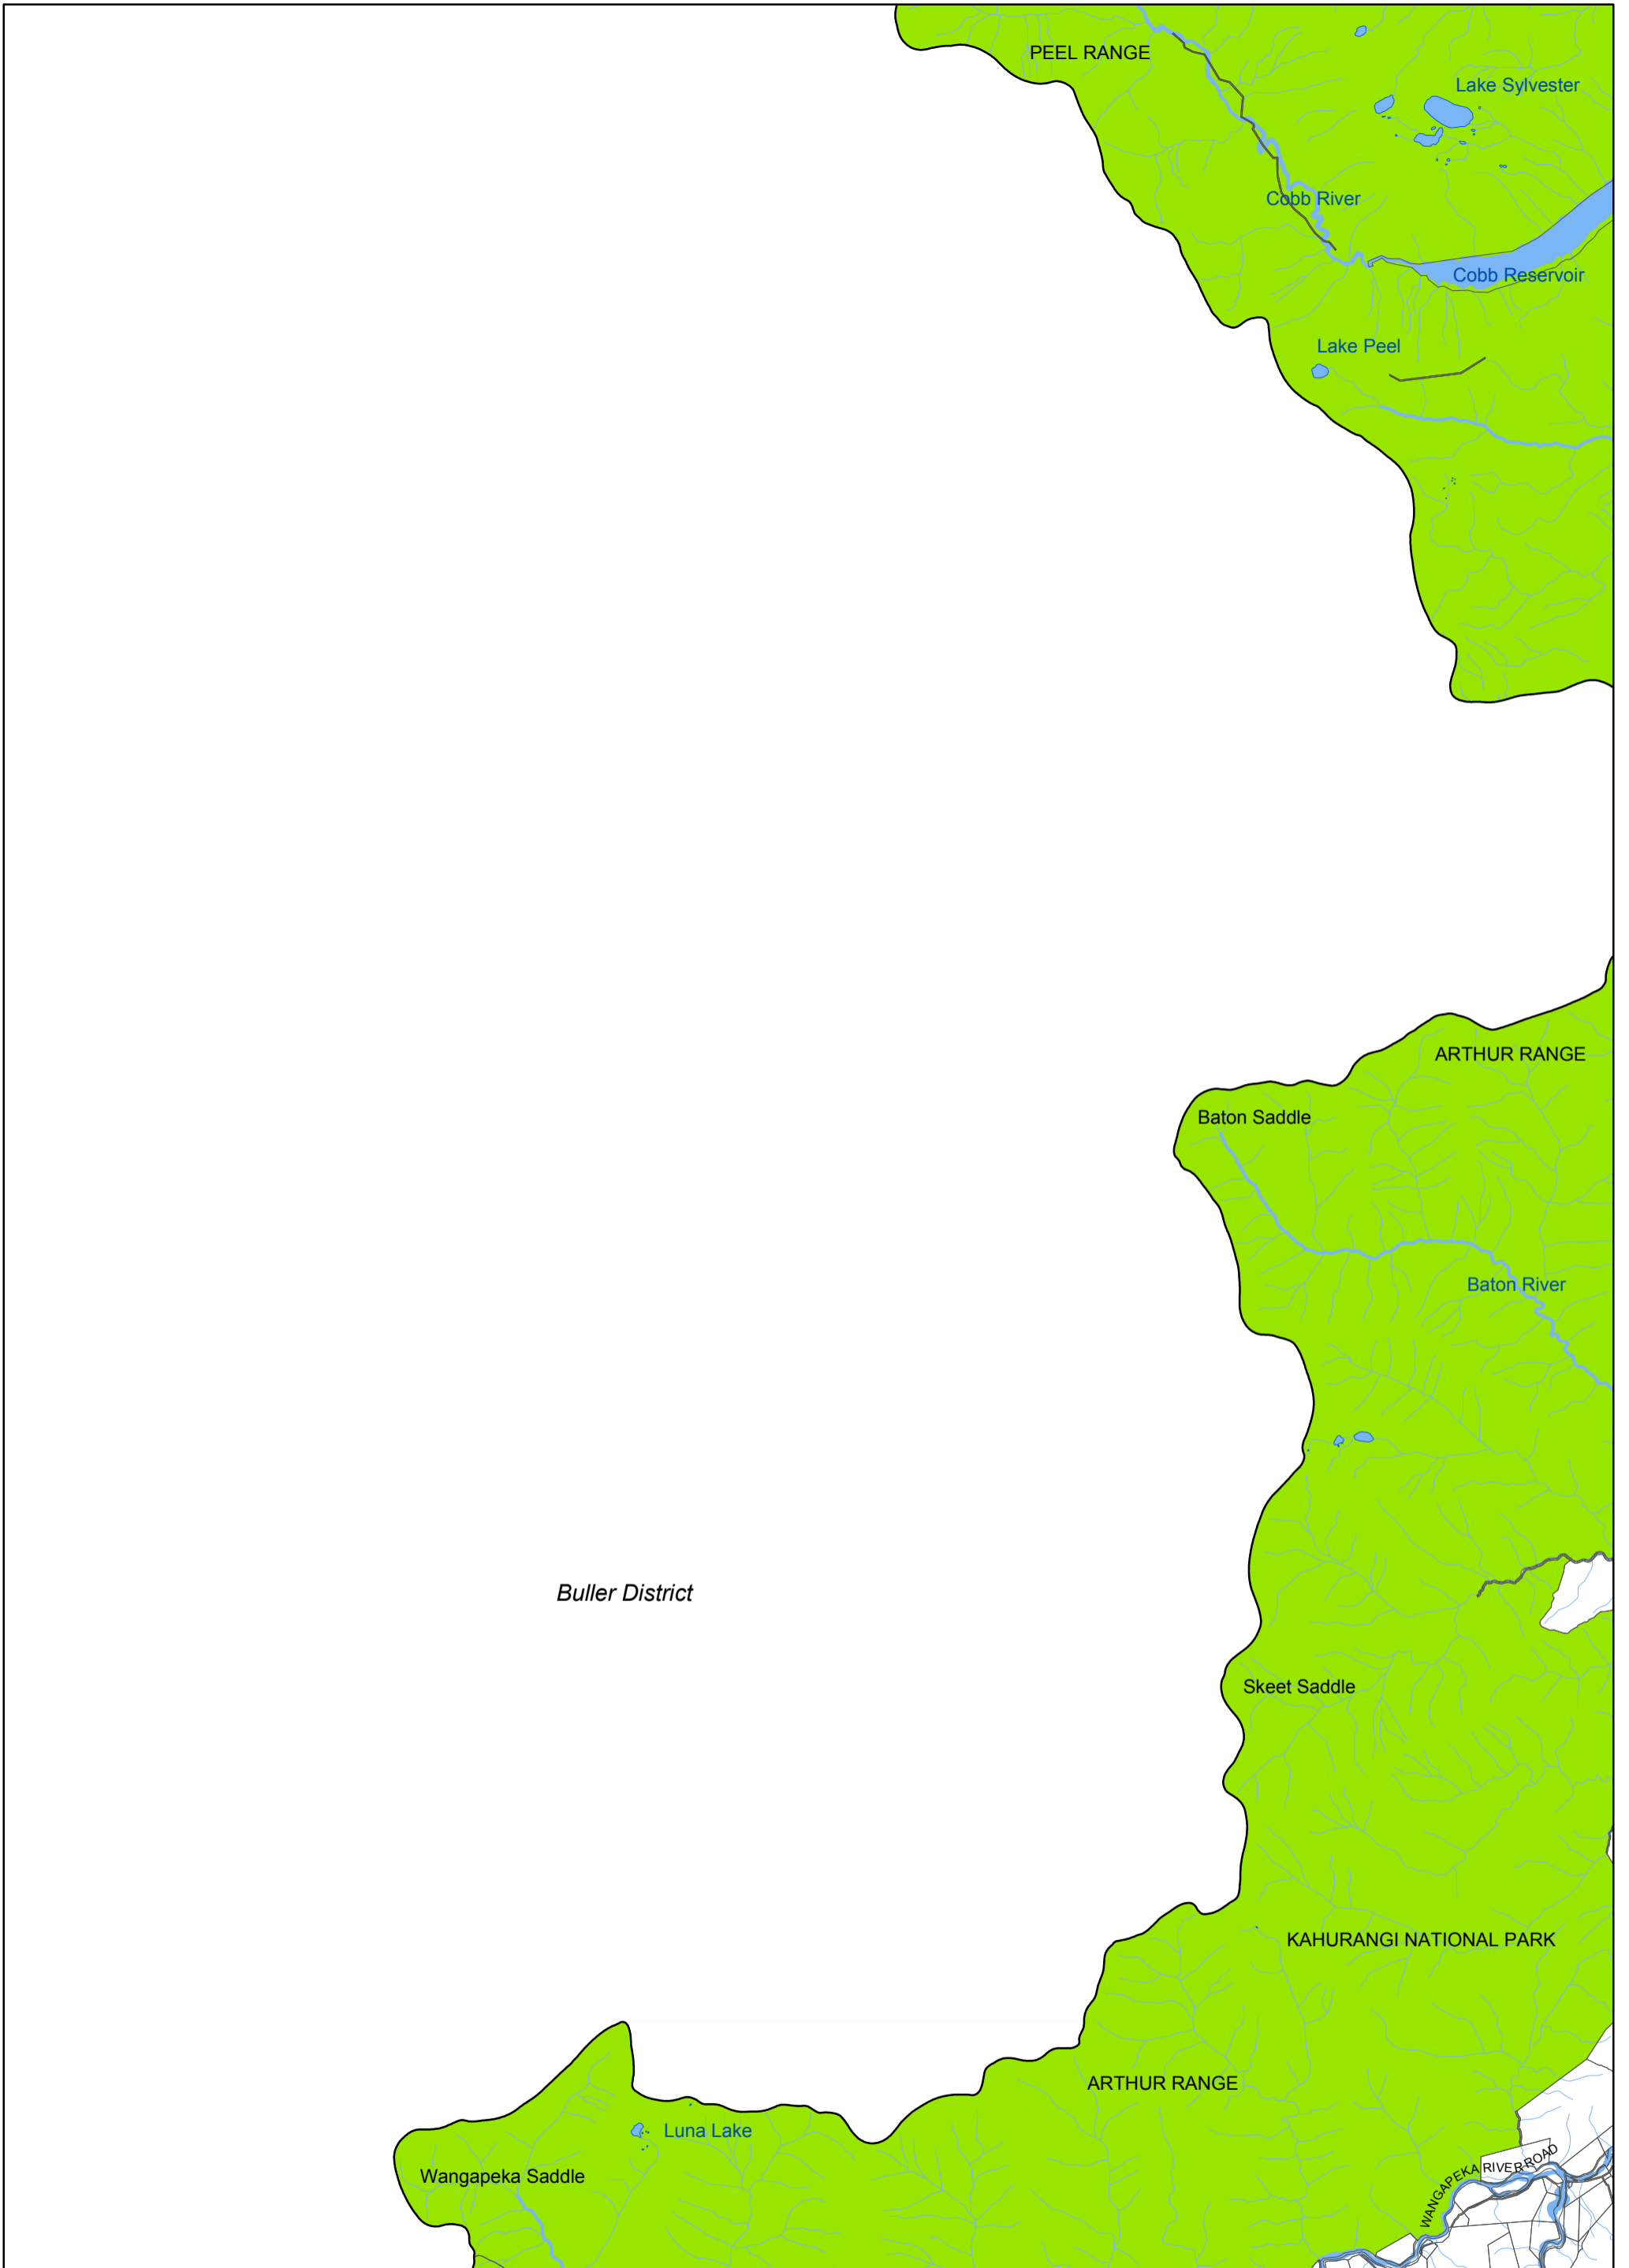 PEEL RANGE
Lake Sylvester
Cobb River
Cobb Reservoir
Lake Peel
ARTHUR RANGE
Baton Saddle
Baton River
Buller District
Skeet Saddle
KAHURANGI NATIONAL PARK
ARTHUR RANGE
Luna Lake
Wangapeka Saddle
WANGAPEKA RIVER ROAD